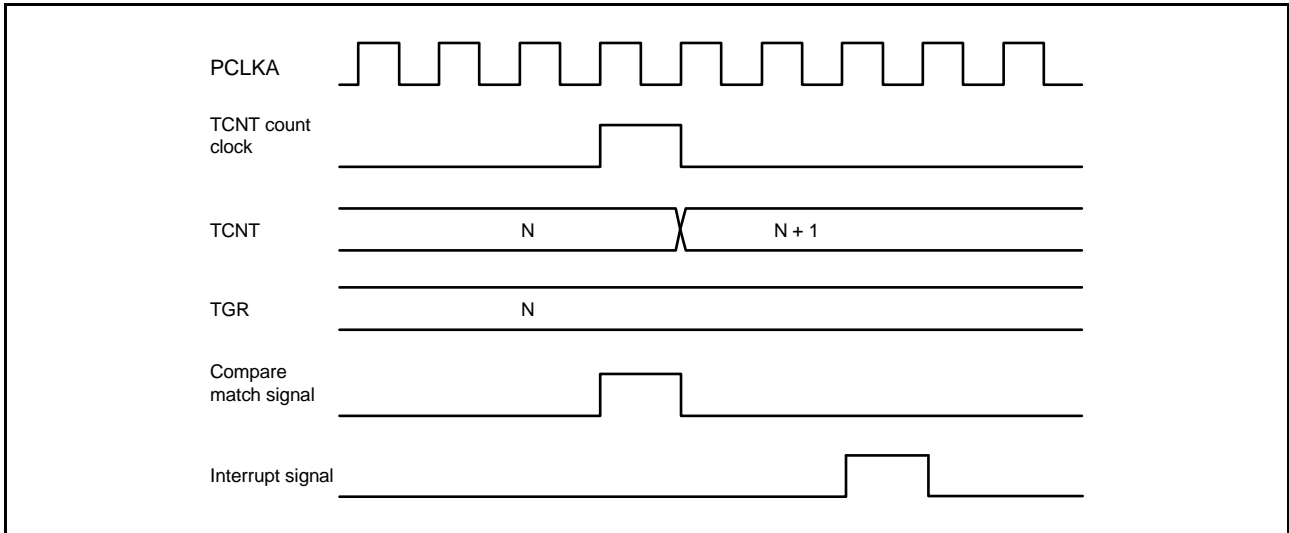 PCLKA
TCNT count
clock
TCNT
N
N + 1
TGR
N
Compare
match signal
Interrupt signal